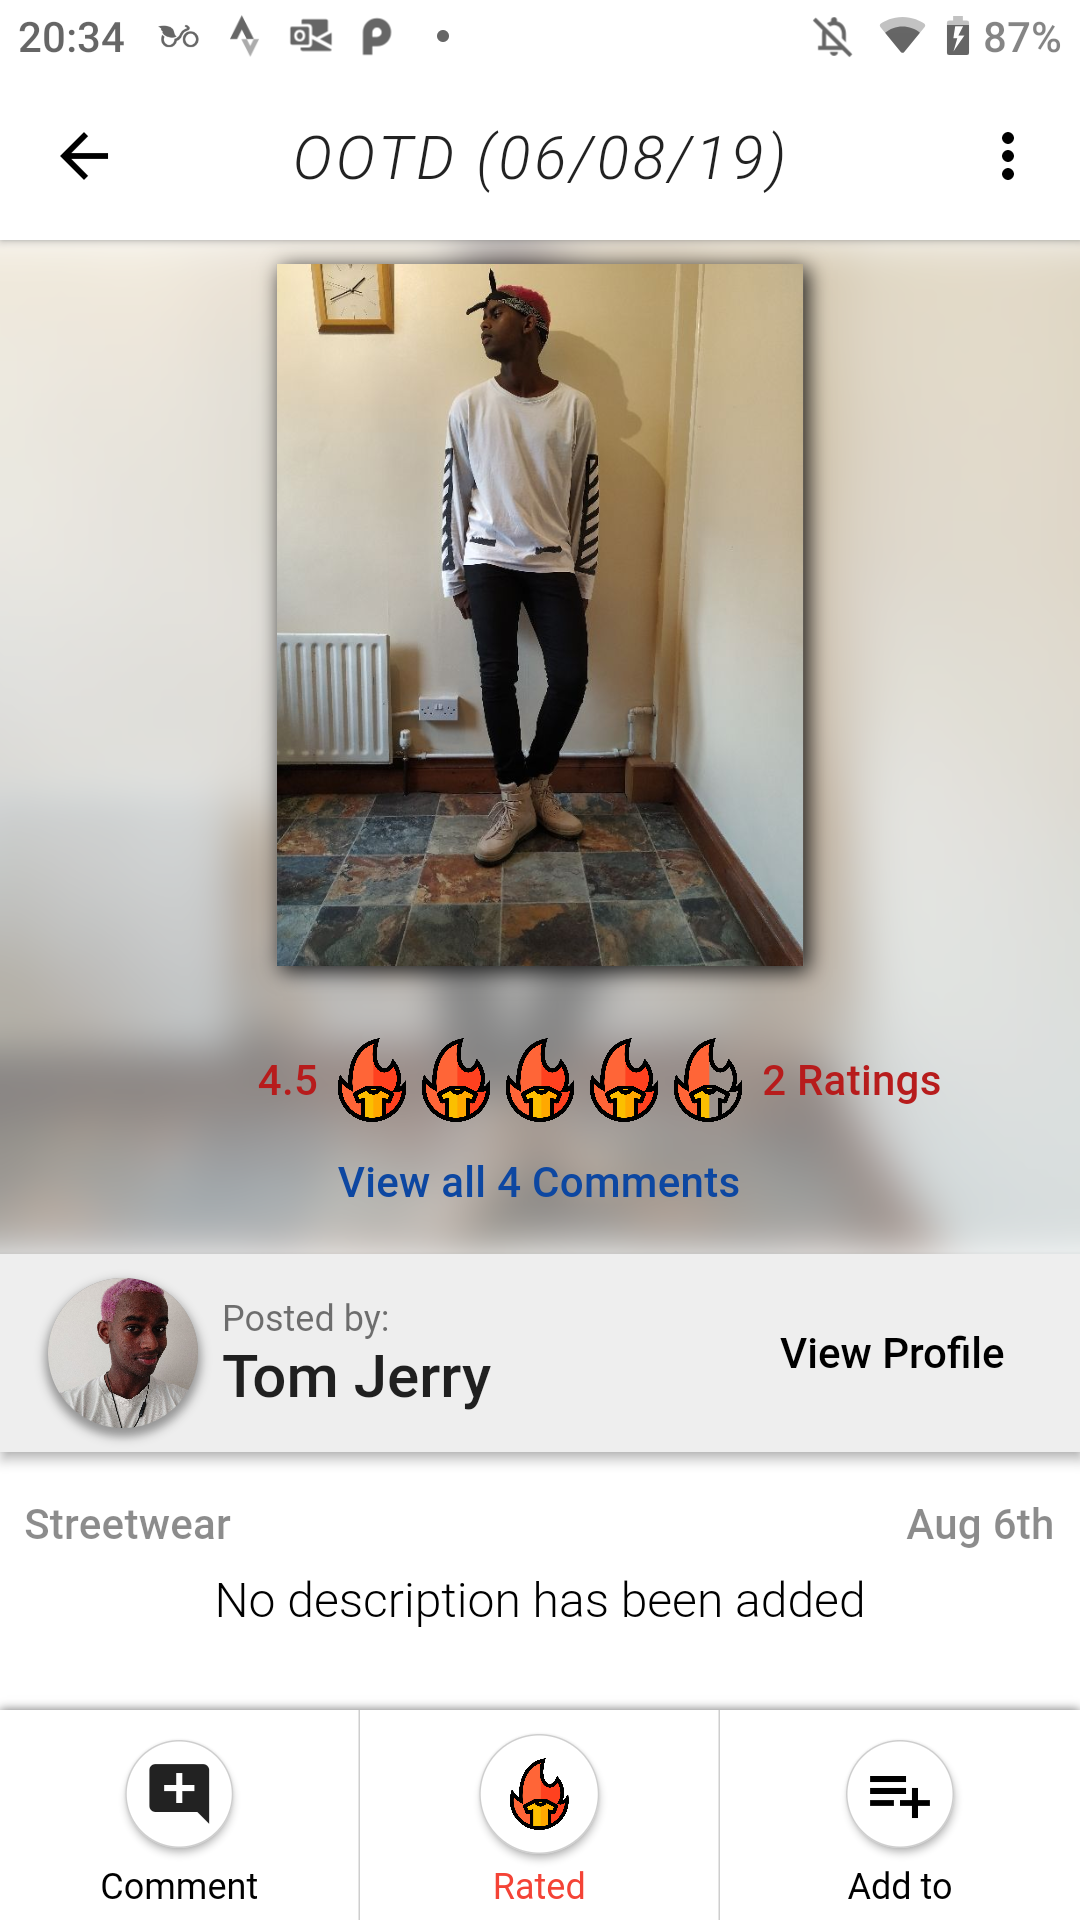 20:34
87%
OOTD (06/08/19)
4.5
2 Ratings
View all 4 Comments
Posted by:
Tom Jerry
View Profile
Streetwear
Aug 6th
No description has been added
Comment
Rated
Add to